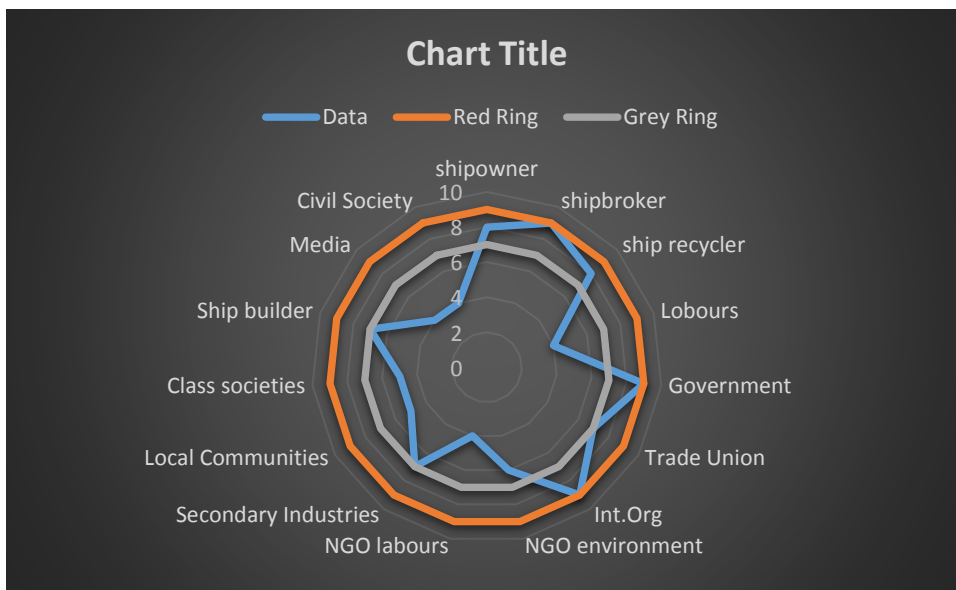 Chart Title
Data Red Ring Grey Ring
shipowner
shipbroker
ship recycler
Lobours
Government
Trade Union
Int.Org
NGO environment
NGO labours
Secondary Industries
Local Communities
Class societies
Ship builder
Media
Civil Society
10
8
6
4
2
0